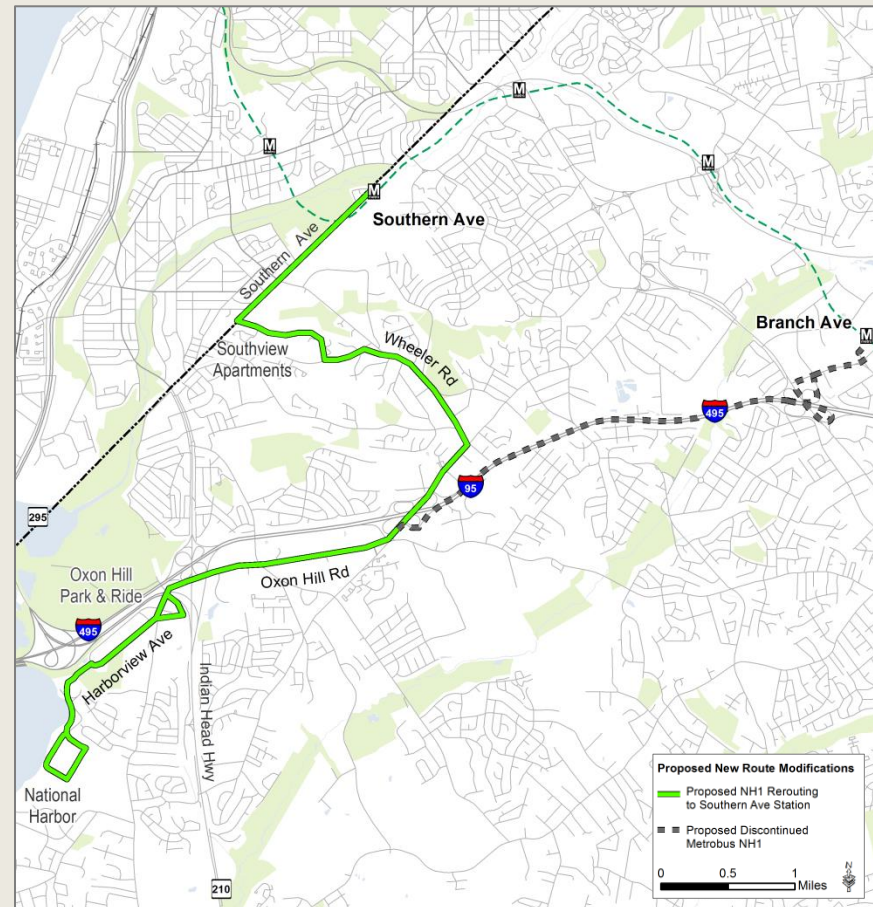 M
M
M
M
Southern Ave
Southern Ave
Branch Ave
M
Southview
Apartments
Wheeler Rd
495
95
295
Oxon Hill Rd
Oxon Hill
Park & Ride
495
Harborview Ave
Indian Head Hwy
National
Harbor
210
Proposed New Route Modifications
Proposed NH1 Rerouting
to Southern Ave Station
Proposed Discontinued
Metrobus NH1
0 0.5 1
Miles
N